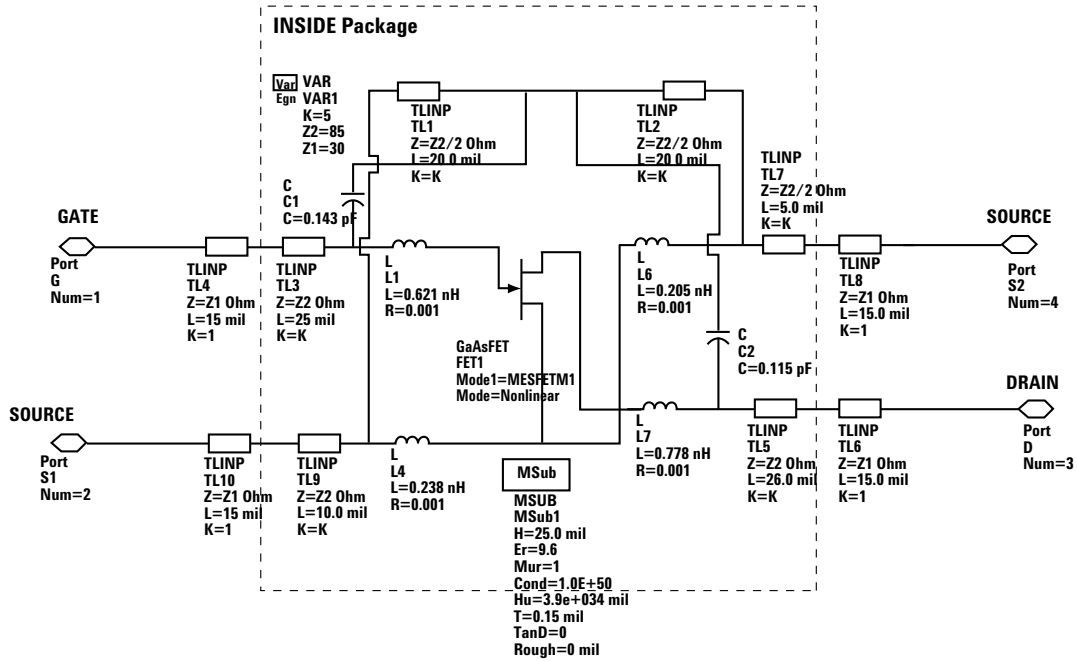 INSIDE Package
Var VAR
Egn VAR1
K=5
Z2=85
Z1=30
TLINP
TL1
Z=Z2/2 Ohm
L=20 0 mil
K=K
TLINP
TL2
Z=Z2/2 Ohm
L=20 0 mil
K=K
C
C1
C=0.143 pF
TLINP
TL7
Z=Z2/2 Ohm
L=5.0 mil
K=K
GATE
Port
G
Num=1
TLINP
TL4
Z=Z1 Ohm
L=15 mil
K=1
TLINP
TL3
Z=Z2 Ohm
L=25 mil
K=K
L
L1
L=0.621 nH
R=0.001
L
L6
L=0.205 nH
R=0.001
TLINP
TL8
Z=Z1 Ohm
L=15.0 mil
K=1
SOURCE
Port
S2
Num=4
GaAsFET
FET1
Mode1=MESFETM1
Mode=Nonlinear
C
C2
C=0.115 pF
SOURCE
Port
S1
Num=2
TLINP
TL10
Z=Z1 Ohm
L=15 mil
K=1
TLINP
TL9
Z=Z2 Ohm
L=10.0 mil
K=K
L
L4
L=0.238 nH
R=0.001
L
L7
L=0.778 nH
R=0.001
TLINP
TL5
Z=Z2 Ohm
L=26.0 mil
K=K
TLINP
TL6
Z=Z1 Ohm
L=15.0 mil
K=1
DRAIN
Port
D
Num=3
MSub
MSUB
MSub1
H=25.0 mil
Er=9.6
Mur=1
Cond=1.0E+50
Hu=3.9e+034 mil
T=0.15 mil
TanD=0
Rough=0 mil